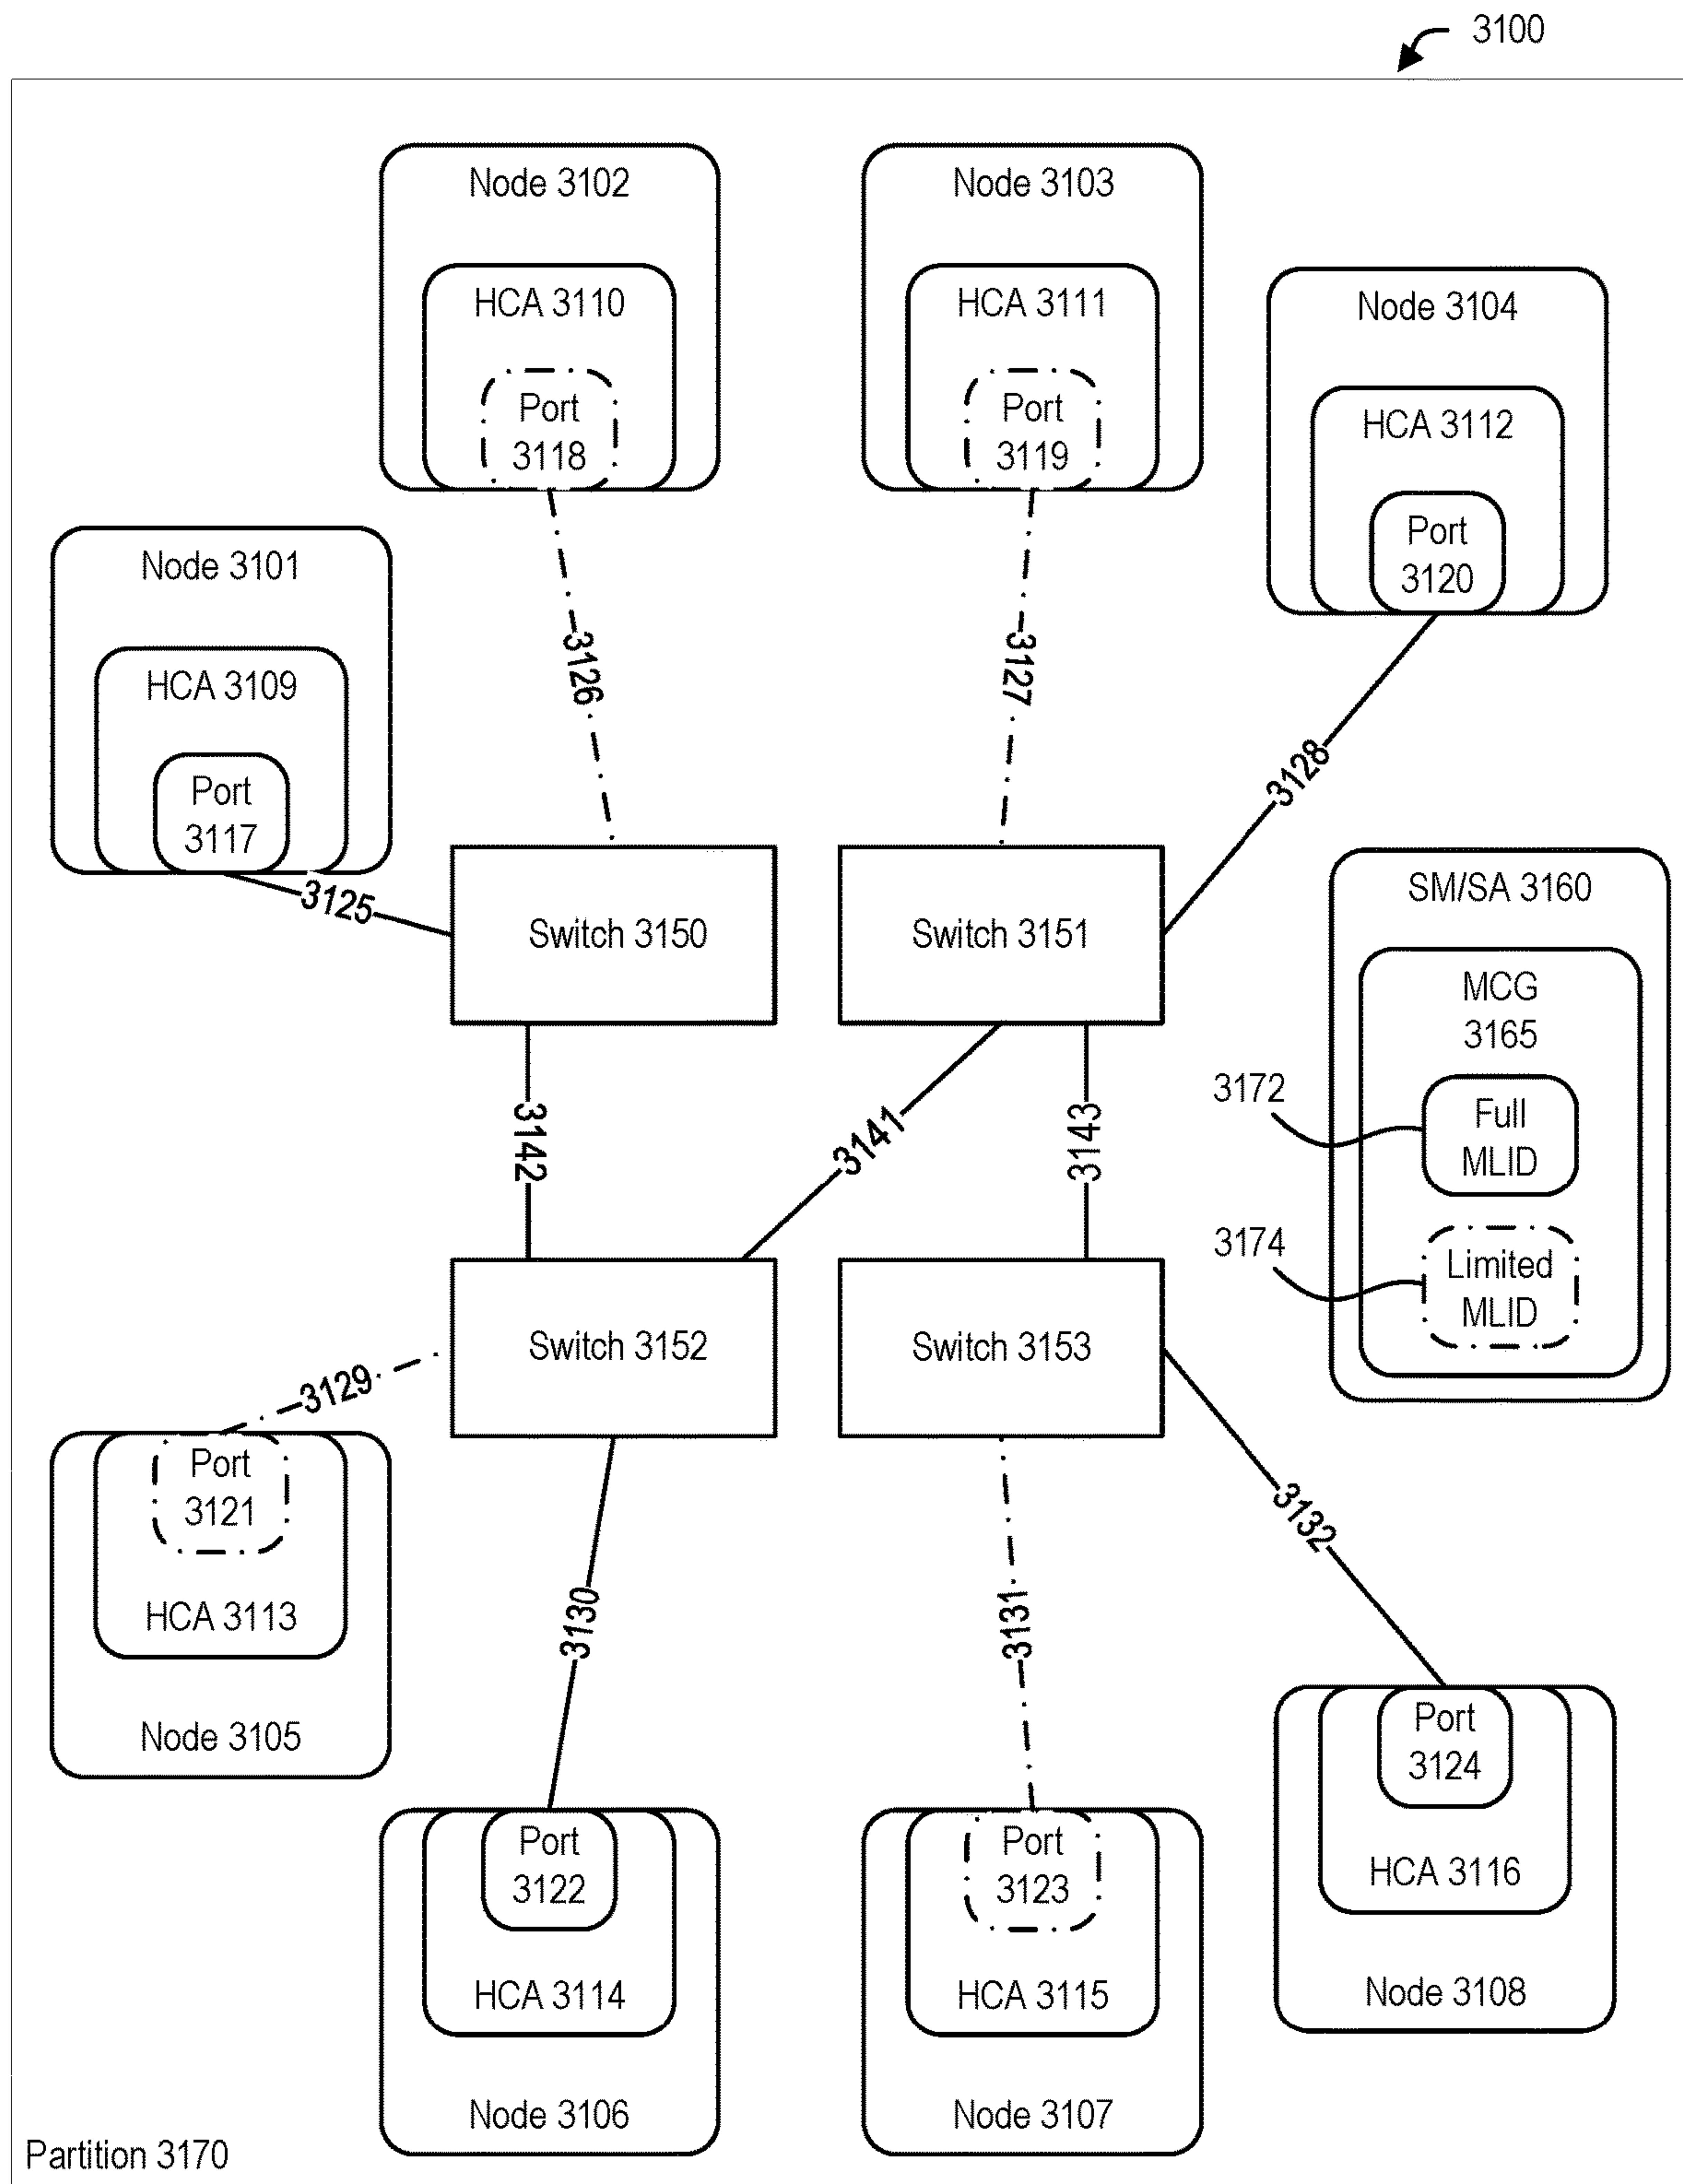 3100
Node 3102
HCA 3110
Port
3118
Node 3103
HCA 3111
Port
3119
Node 3104
HCA 3112
Port
3120
Node 3101
HCA 3109
Port
3117
3126
3127
3128
3125
Switch 3150
Switch 3151
SM/SA 3160
MCG
3165
3172
Full
MLID
3174
Limited
MLID
3142
3141
3143
Switch 3152
Switch 3153
3129
3130
3131
3132
Port
3121
HCA 3113
Node 3105
Port
3122
HCA 3114
Node 3106
Port
3123
HCA 3115
Node 3107
Port
3124
HCA 3116
Node 3108
Partition 3170